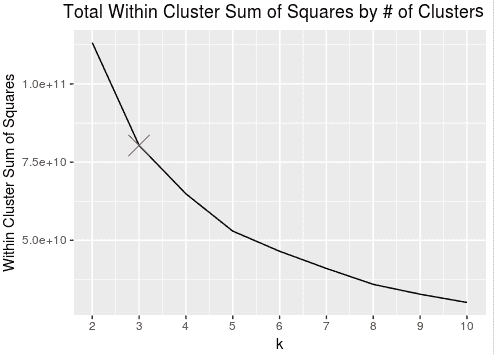 Total Within Cluster Sum of Squares by # of Clusters
Within Cluster Sum of Squares
1.0e+11
7.5e+10
5.0e+10
2 3 4 5 6 7 8 9 10
k